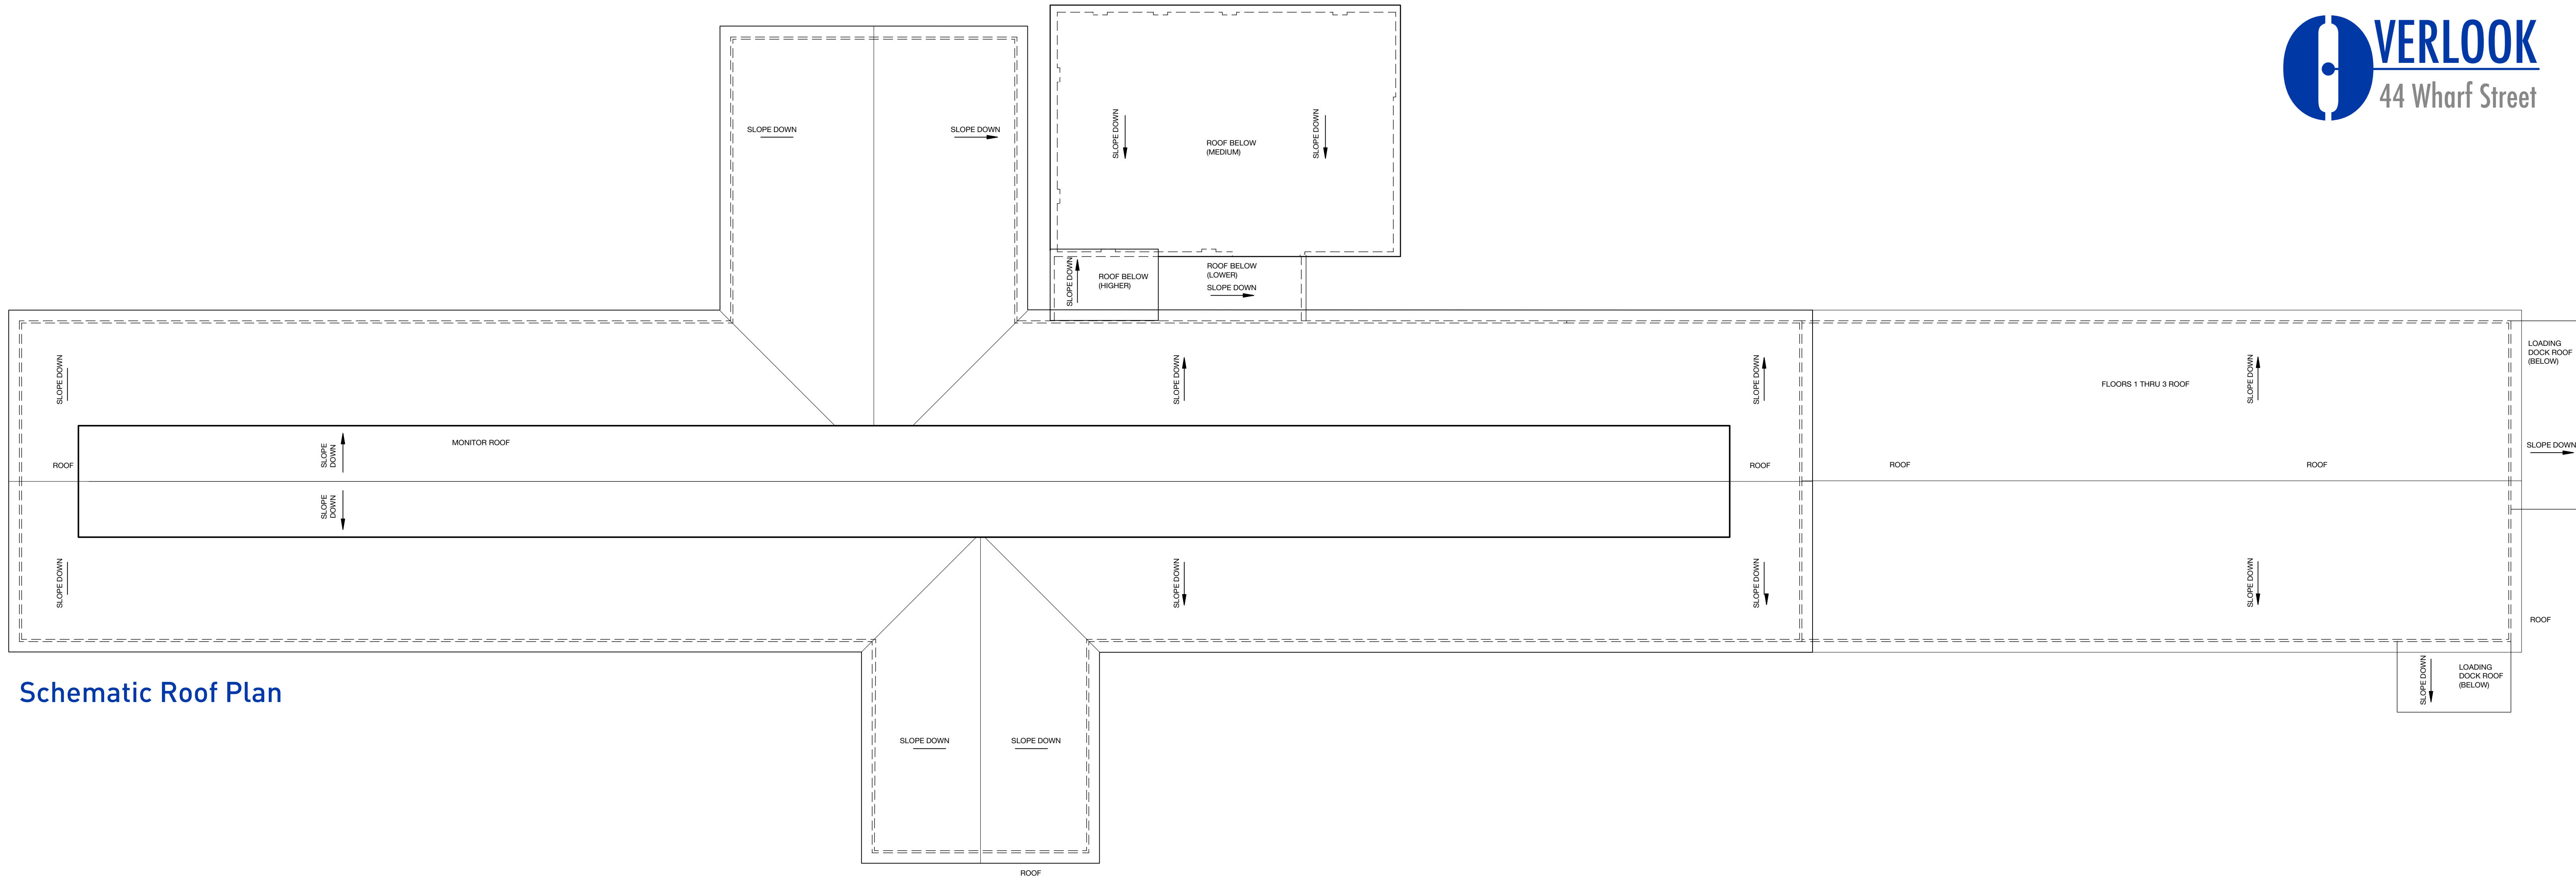 OVERLOOK
44 Wharf Street
SLOPE DOWN
SLOPE DOWN
SLOPE DOWN
SLOPE DOWN
ROOF BELOW
(MEDIUM)
SLOPE DOWN
ROOF BELOW
(HIGHER)
ROOF BELOW
(LOWER)
SLOPE DOWN
SLOPE DOWN
SLOPE DOWN
SLOPE DOWN
FLOORS 1 THRU 3 ROOF
SLOPE DOWN
LOADING
DOCK ROOF
(BELOW)
ROOF
SLOPE
DOWN
MONITOR ROOF
ROOF
ROOF
ROOF
SLOPE DOWN
SLOPE
DOWN
SLOPE DOWN
SLOPE DOWN
SLOPE DOWN
SLOPE DOWN
ROOF
SLOPE DOWN
LOADING
DOCK ROOF
(BELOW)
Schematic Roof Plan
SLOPE DOWN
SLOPE DOWN
ROOF